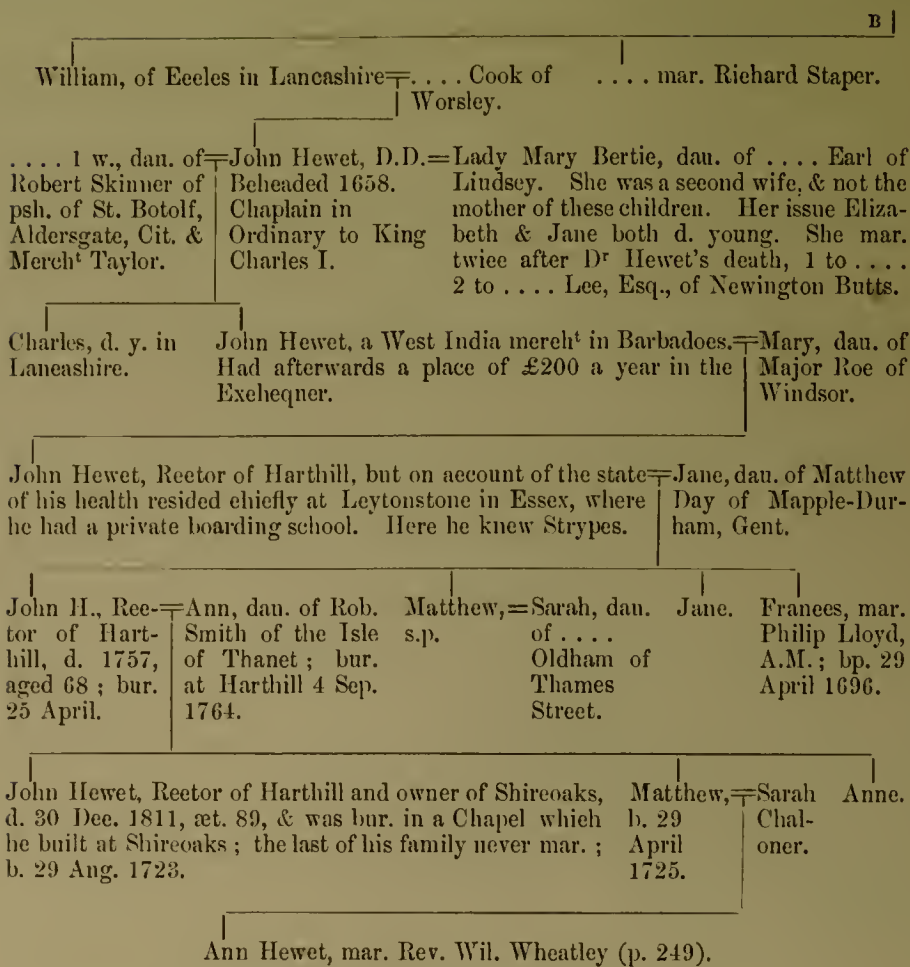 B
William, of Eccles in Lancashire=. . . . Cook of Worsley.
. . . . mar. Richard Staper.
. . . . 1 w., dau. of
Robert Skinner of
psh. of St. Botolf,
Aldersgate, Cit. &
Mercht Taylor.
=John Hewet, D.D.=
Beheaded 1658.
Chaplain in
Ordinary to King
Charles I.
Lady Mary Bertie, dau. of . . . . Earl of
Lindsey. She was a second wife, & not the
mother of these children. Her issue Eliza-
beth & Jane both d. young. She mar.
twice after Dr Hewet's death, 1 to . . . .
2 to . . . . Lee, Esq., of Newington Butts.
Charles, d. y. in
Lancashire.
John Hewet, a West India mercht in Barbadoes.=
Had afterwards a place of £200 a year in the
Exchequer.
Mary, dau. of
Major Roe of
Windsor.
John Hewet, Rector of Harthill, but on account of the state=
of his health resided chiefly at Leytonstone in Essex, where
he had a private boarding school. Here he knew Strypes.
Jane, dau. of Matthew
Day of Mapple-Dur-
ham, Gent.
John H., Rec-=
tor of Hart-
hill, d. 1757,
aged 68 ; bur.
25 April.
Ann, dau. of Rob.
Smith of the Isle
of Thanet ; bur.
at Harthill 4 Sep.
1764.
Matthew,=
s.p.
Sarah, dau.
of . . . .
Oldham of
Thames
Street.
Jane.
Frances, mar.
Philip Lloyd,
A.M. ; bp. 29
April 1696.
John Hewet, Rector of Harthill and owner of Shireoaks,
d. 30 Dec. 1811, æt. 89, & was bur. in a Chapel which
he built at Shireoaks ; the last of his family never mar. ;
b. 29 Aug. 1723.
Matthew,=
b. 29
April
1725.
Sarah
Chal-
oner.
Anne.
Ann Hewet, mar. Rev. Wil. Wheatley (p. 249).